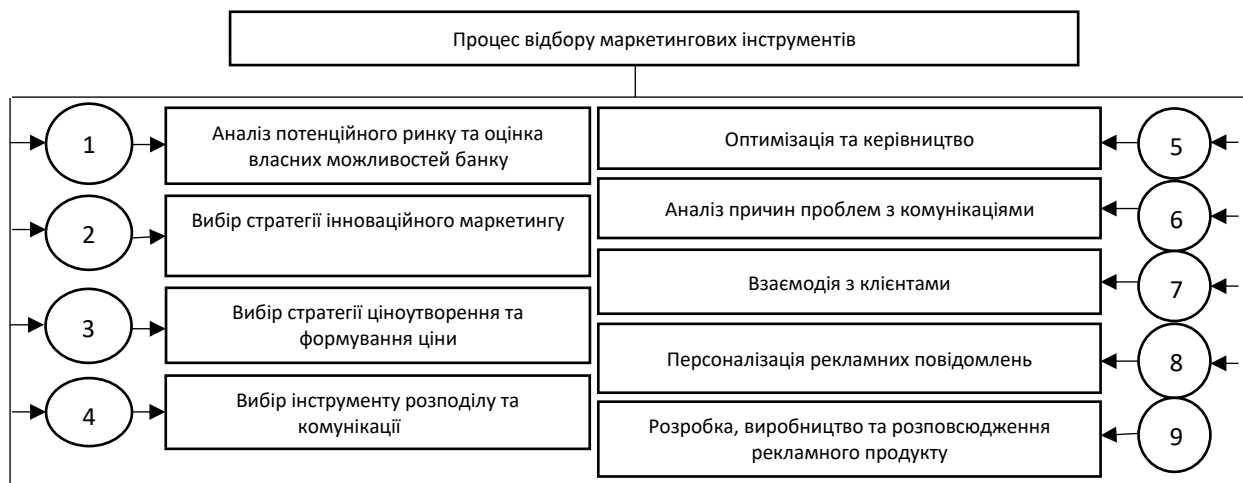 Процес відбору маркетингових інструментів
1
Аналіз потенційного ринку та оцінка
власних можливостей банку
2
Вибір стратегії інноваційного маркетингу
3
Вибір стратегії ціноутворення та
формування ціни
4
Вибір інструменту розподілу та
комунікації
Оптимізація та керівництво
5
Аналіз причин проблем з комунікаціями
6
Взаємодія з клієнтами
7
Персоналізація рекламних повідомлень
8
Розробка, виробництво та розповсюдження
рекламного продукту
9